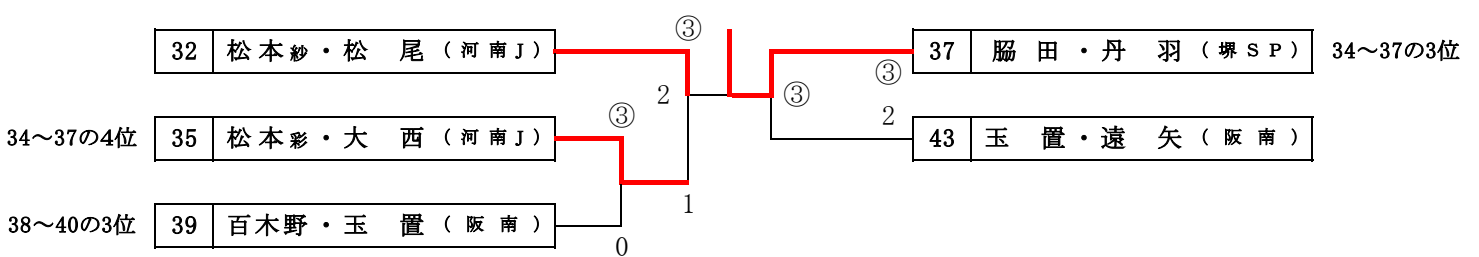 ③
32 松本紗・松 尾 (河南J)
37 脇 田・丹 羽 (堺SP) 34～37の3位
③
2 ③
③ 2
34～37の4位 35 松本彩・大 西 (河南J)
43 玉 置・遠 矢 (阪 南)
1
38～40の3位 39 百木野・玉 置 (阪 南)
0